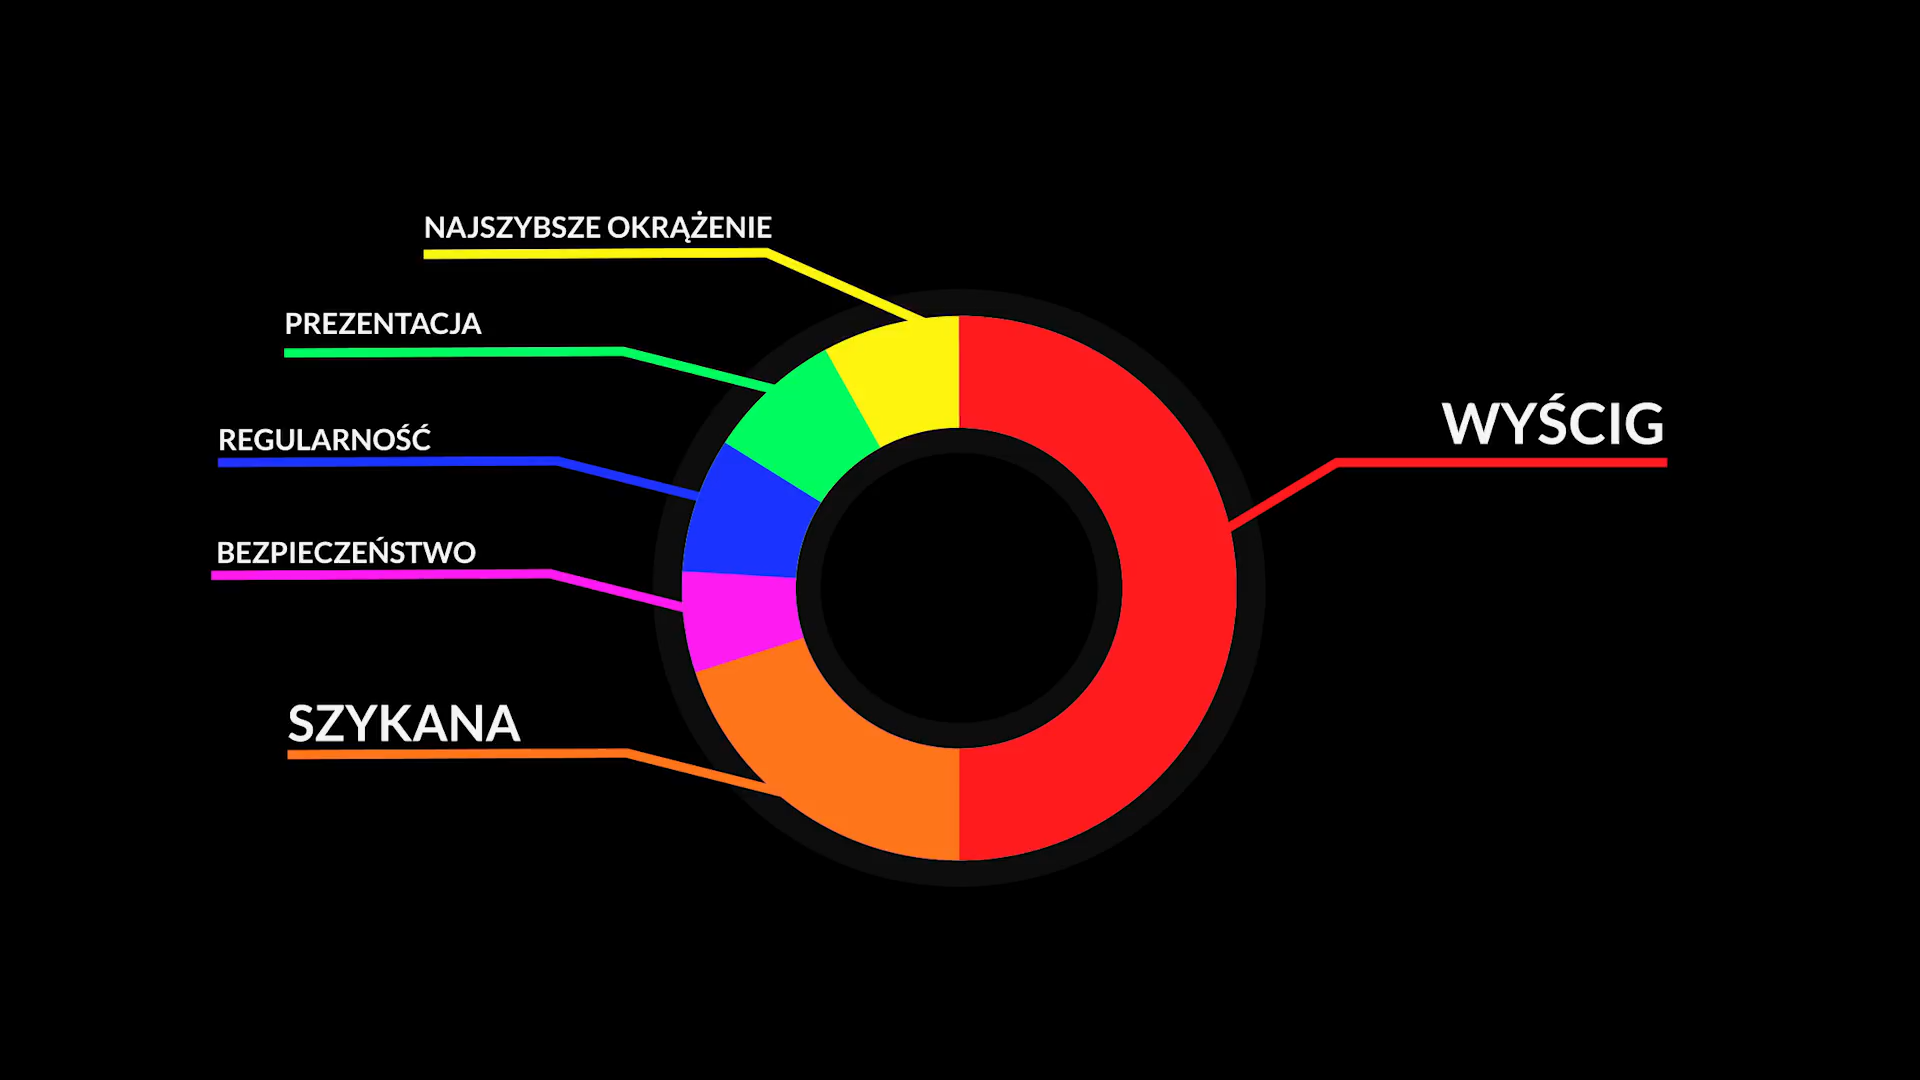 NAJSZYBSZE OKRĄŻENIE
PREZENTACJA
REGULARNOŚĆ
BEZPIECZEŃSTWO
SZYKANA
WYŚCIG